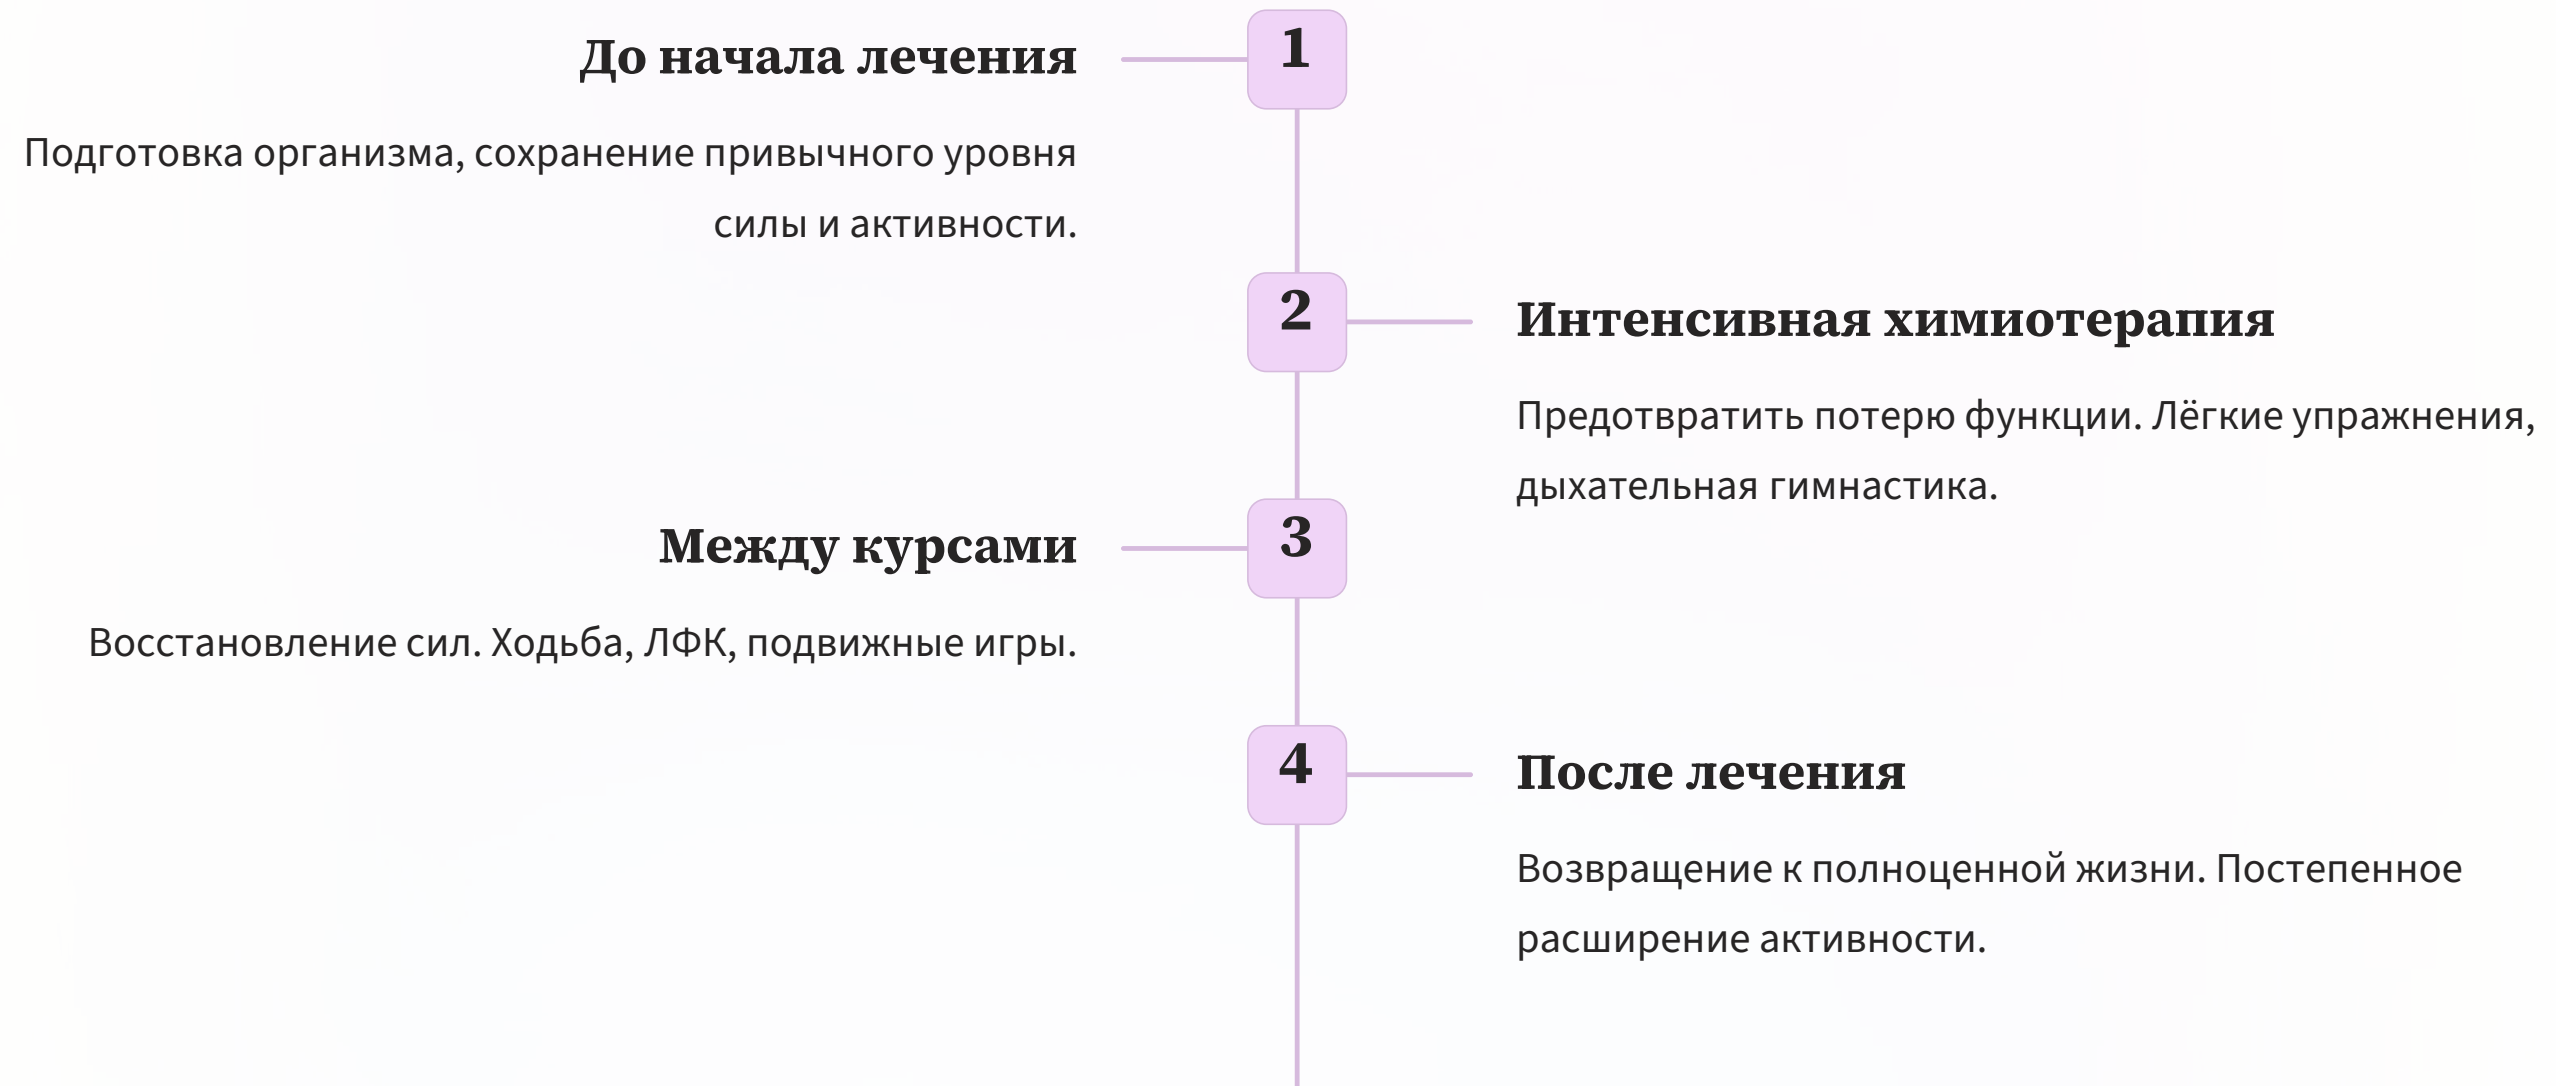 1
До начала лечения
Подготовка организма, сохранение привычного уровня
силы и активности.
2
Интенсивная химиотерапия
Предотвратить потерю функции. Лёгкие упражнения,
дыхательная гимнастика.
3
Между курсами
Восстановление сил. Ходьба, ЛФК, подвижные игры.
4
После лечения
Возвращение к полноценной жизни. Постепенное
расширение активности.